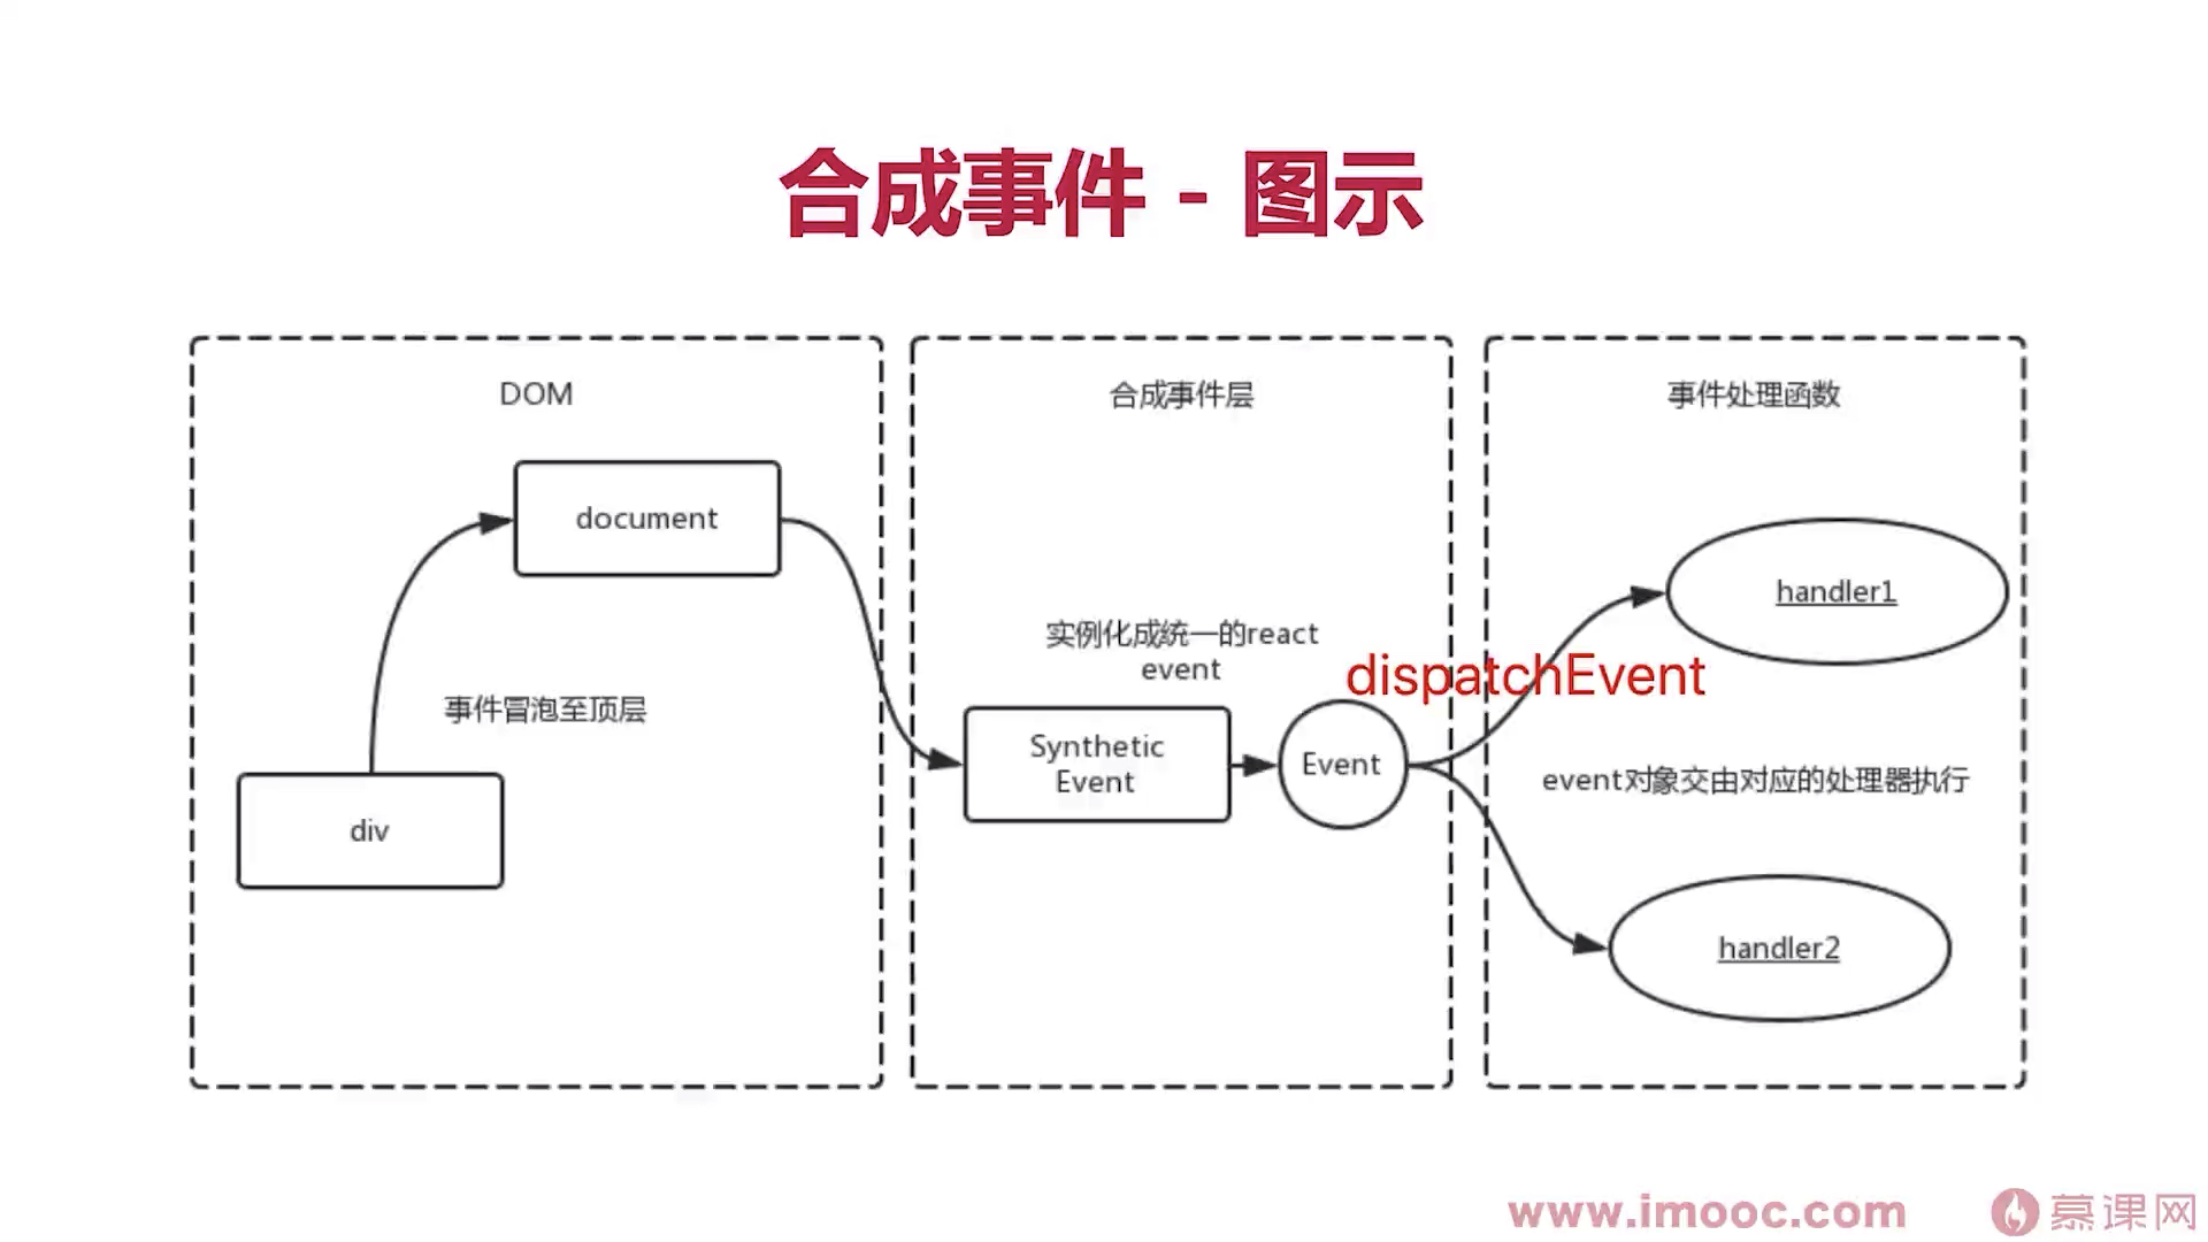 合成事件 - 图示
DOM
document
事件冒泡至顶层
div
合成事件层
实例化成统一的react
event
Synthetic
Event
Event
dispatchEvent
事件处理函数
handler1
event对象交由对应的处理器执行
handler2
www.imooc.com
慕课网